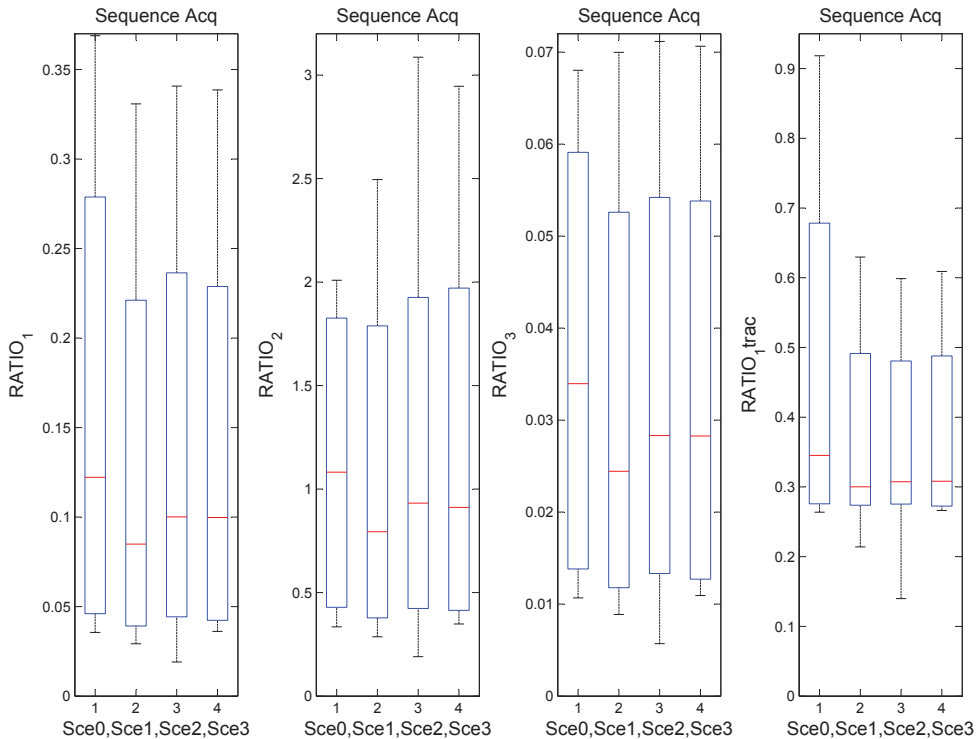 Sequence Acq
RATIO1
0.35
0.3
0.25
0.2
0.15
0.1
0.05
0
1 2 3 4
Sce0,Sce1,Sce2,Sce3
Sequence Acq
RATIO2
3
2.5
2
1.5
1
0.5
0
1 2 3 4
Sce0,Sce1,Sce2,Sce3
Sequence Acq
RATIO3
0.07
0.06
0.05
0.04
0.03
0.02
0.01
0
1 2 3 4
Sce0,Sce1,Sce2,Sce3
Sequence Acq
RATIO1trac
0.9
0.8
0.7
0.6
0.5
0.4
0.3
0.2
0.1
0
1 2 3 4
Sce0,Sce1,Sce2,Sce3